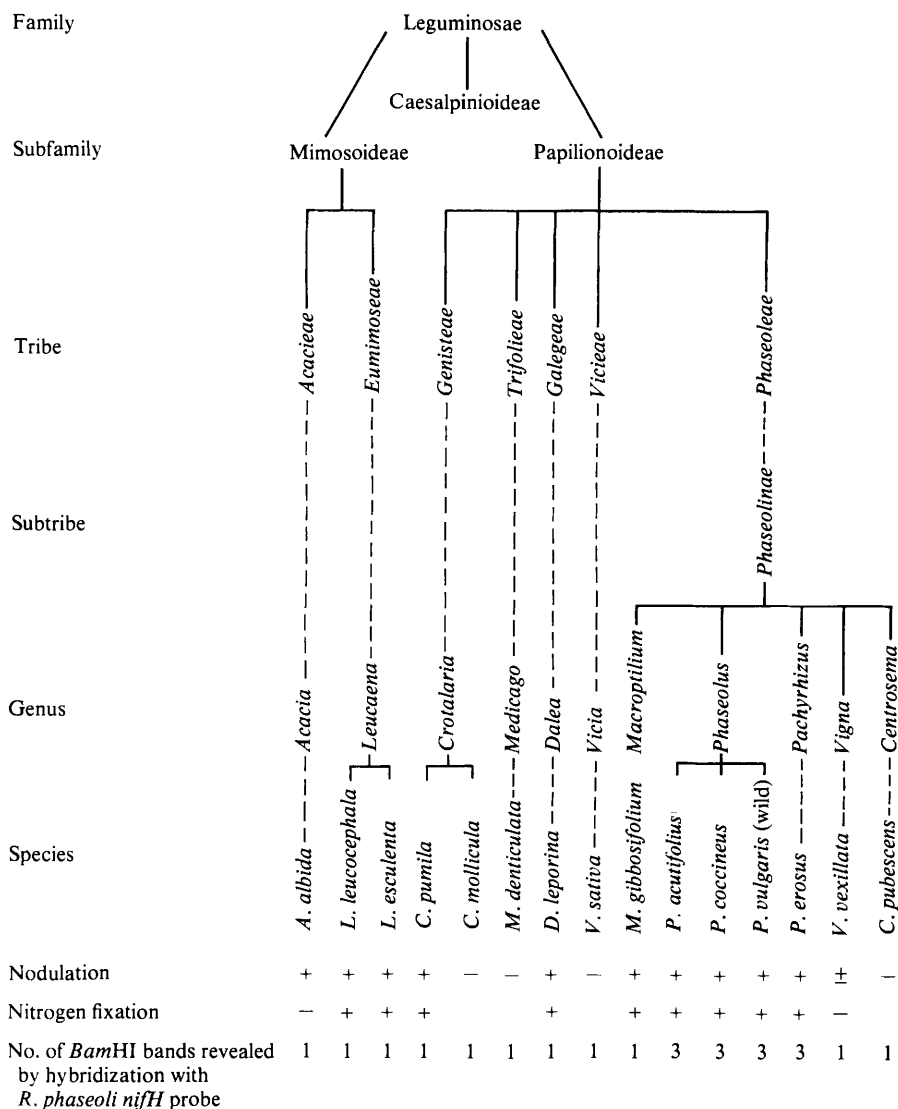 Family
Leguminosae
Caesalpinioideae
Subfamily
Mimosoideae
Papilionoideae
Tribe
Acacieae
Eumimoseae
Genisteae
Trifolieae
Galegeae
Vicieae
Phaseoleae
Subtribe
Phaseolinae
Genus
Acacia
Leucaena
Crotalaria
Medicago
Dalea
Vicia
Macroptilium
Phaseolus
Pachyrhizus
Vigna
Centrosema
Species
A. albida
L. leucocephala
L. esculenta
C. pumila
C. mollicula
M. denticulata
D. leporina
V. sativa
M. gibbosifolium
P. acutifolius
P. coccineus
P. vulgaris (wild)
P. erosus
V. vexillata
C. pubescens
Nodulation + + + + − − + − + + + + + ± −
Nitrogen fixation − + + + + + + + + + −
No. of BamHI bands revealed 1 1 1 1 1 1 1 1 1 3 3 3 3 1 1
by hybridization with
R. phaseoli nifH probe